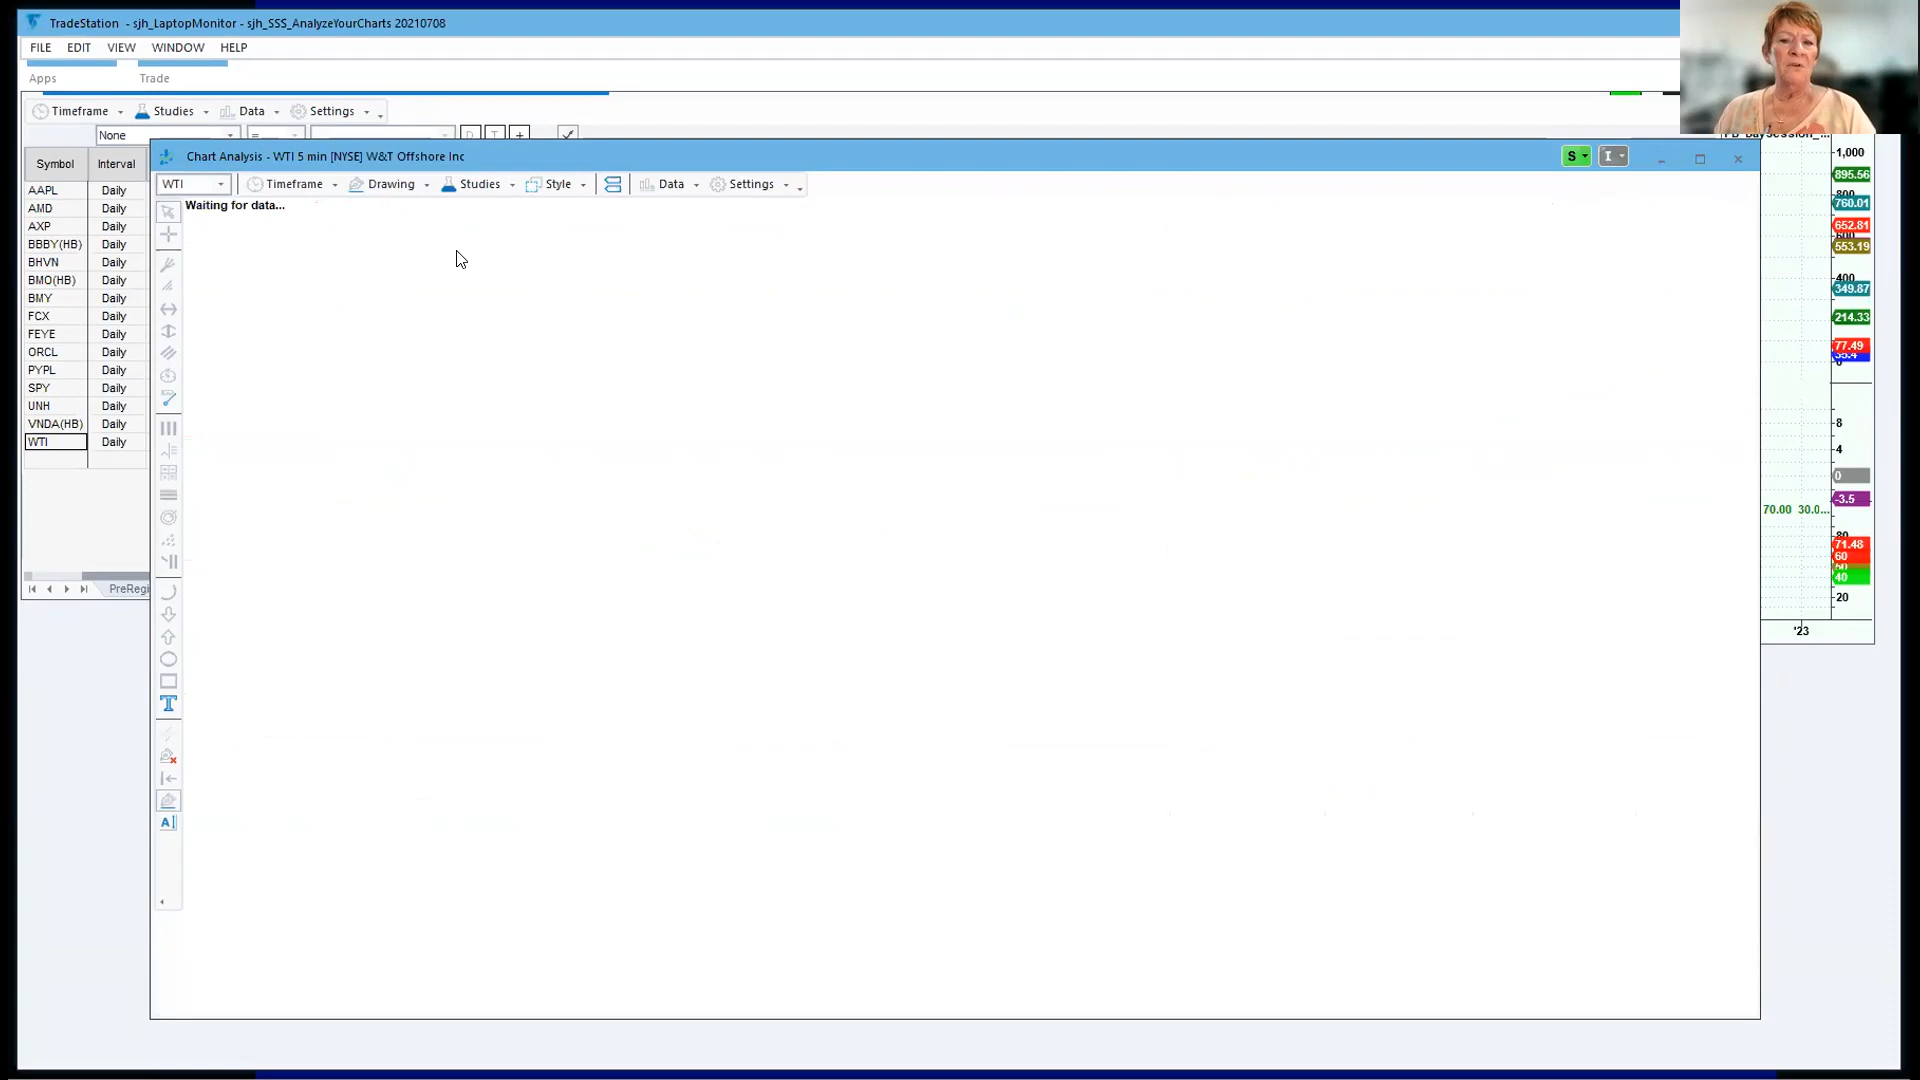 TradeStation - sjh_LaptopMonitor - sjh_SSS_AnalyzeYourCharts 20210708
FILE EDIT VIEW WINDOW HELP
Apps Trade
Timeframe Studies Data Settings
None =
Symbol Interval
AAPL Daily
AMD Daily
AXP Daily
BBBY(HB) Daily
BHVN Daily
BMO(HB) Daily
BMY Daily
FCX Daily
FEYE Daily
ORCL Daily
PYPL Daily
SPY Daily
UNH Daily
VNDA(HB) Daily
WTI Daily
PreRegi
Chart Analysis - WTI 5 min [NYSE] W&T Offshore Inc
S I
WTI Timeframe Drawing Studies Style Data Settings
Waiting for data...
T
A
1,000
895.56
760.01
652.81
553.19
400
349.87
214.33
77.49
8
4
0
-3.5
70.00 30.0...
71.48
60
40
20
'23